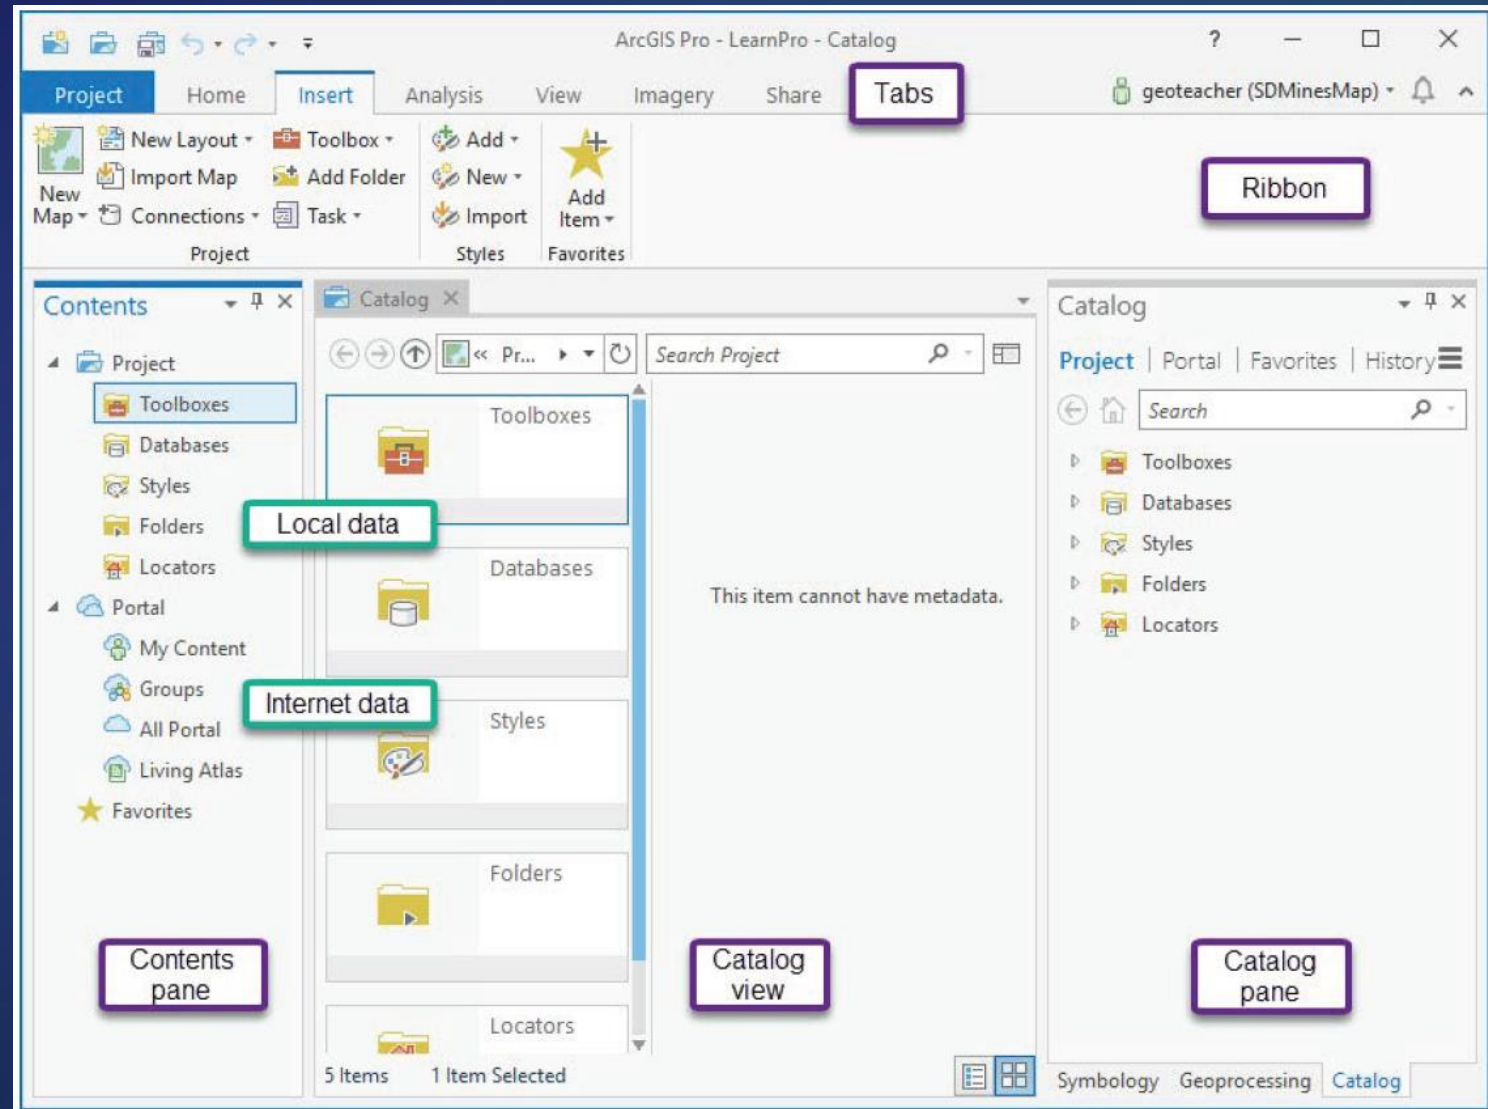 ArcGIS Pro - LearnPro - Catalog
?
Project Home Insert Analysis View Imagery Share Tabs
geoteacher (SDMinesMap)
New Map
New Layout
Import Map
Connections
Toolbox
Add Folder
Task
Project
Add
New
Import
Styles
Add
Item
Favorites
Ribbon
Contents
Project
Toolboxes
Databases
Styles
Folders
Locators
Portal
My Content
Groups
All Portal
Living Atlas
Favorites
Local data
Internet data
Contents
pane
Catalog
« Pr...
Search Project
Toolboxes
Databases
Styles
Folders
Locators
This item cannot have metadata.
Catalog
view
5 Items 1 Item Selected
Catalog
Project | Portal | Favorites | History
Search
Toolboxes
Databases
Styles
Folders
Locators
Catalog
pane
Symbology Geoprocessing Catalog